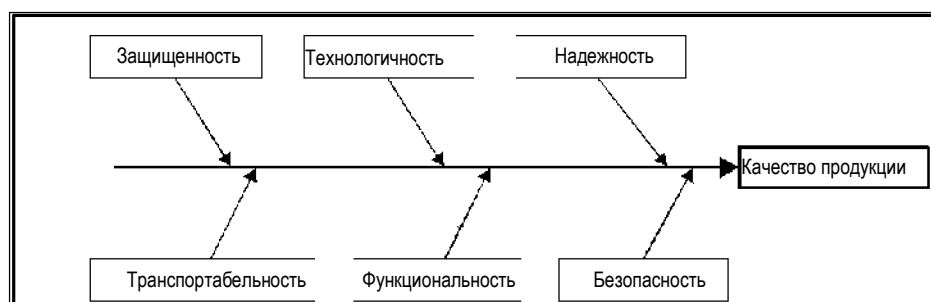 Защищенность
Технологичность
Надежность
Качество продукции
Транспортабельность
Функциональность
Безопасность